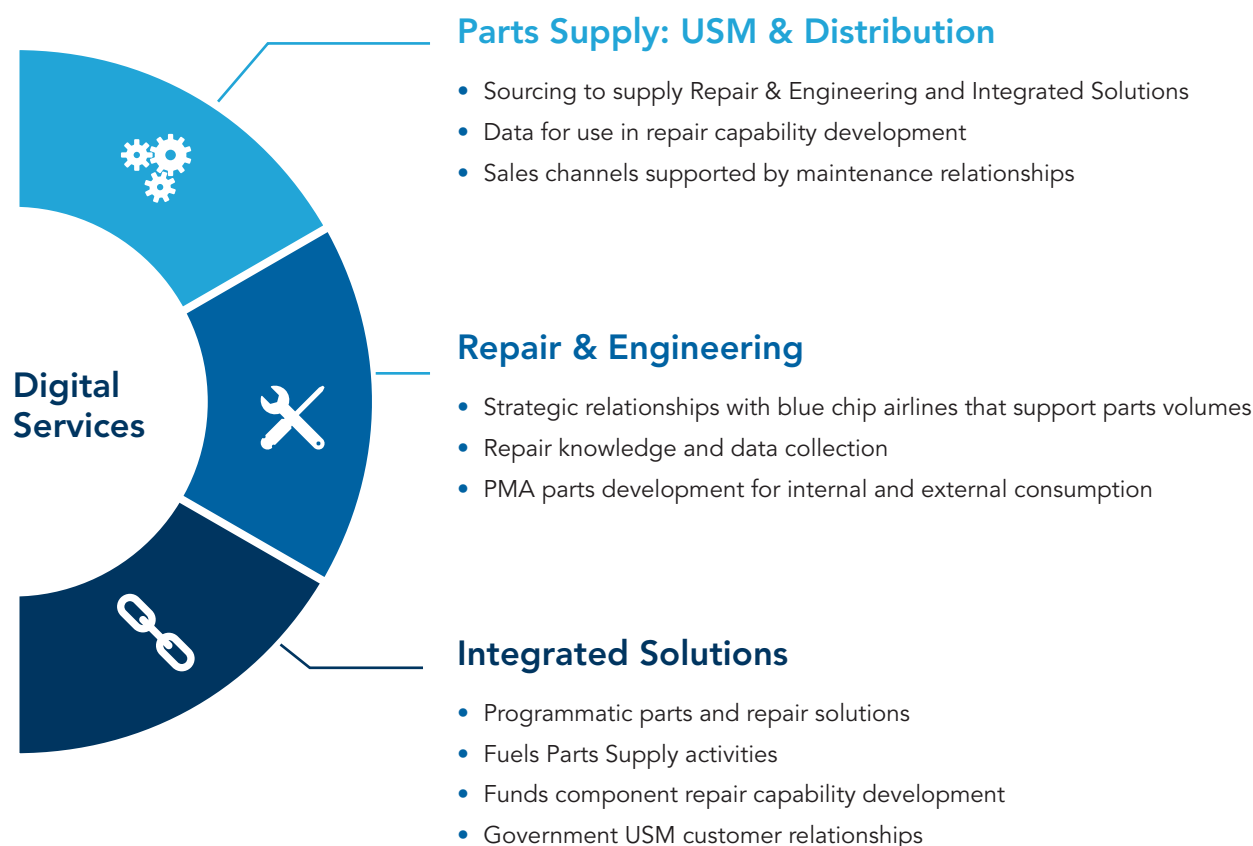 Parts Supply: USM & Distribution
• Sourcing to supply Repair & Engineering and Integrated Solutions
• Data for use in repair capability development
• Sales channels supported by maintenance relationships
Digital
Services
Repair & Engineering
• Strategic relationships with blue chip airlines that support parts volumes
• Repair knowledge and data collection
• PMA parts development for internal and external consumption
Integrated Solutions
• Programmatic parts and repair solutions
• Fuels Parts Supply activities
• Funds component repair capability development
• Government USM customer relationships